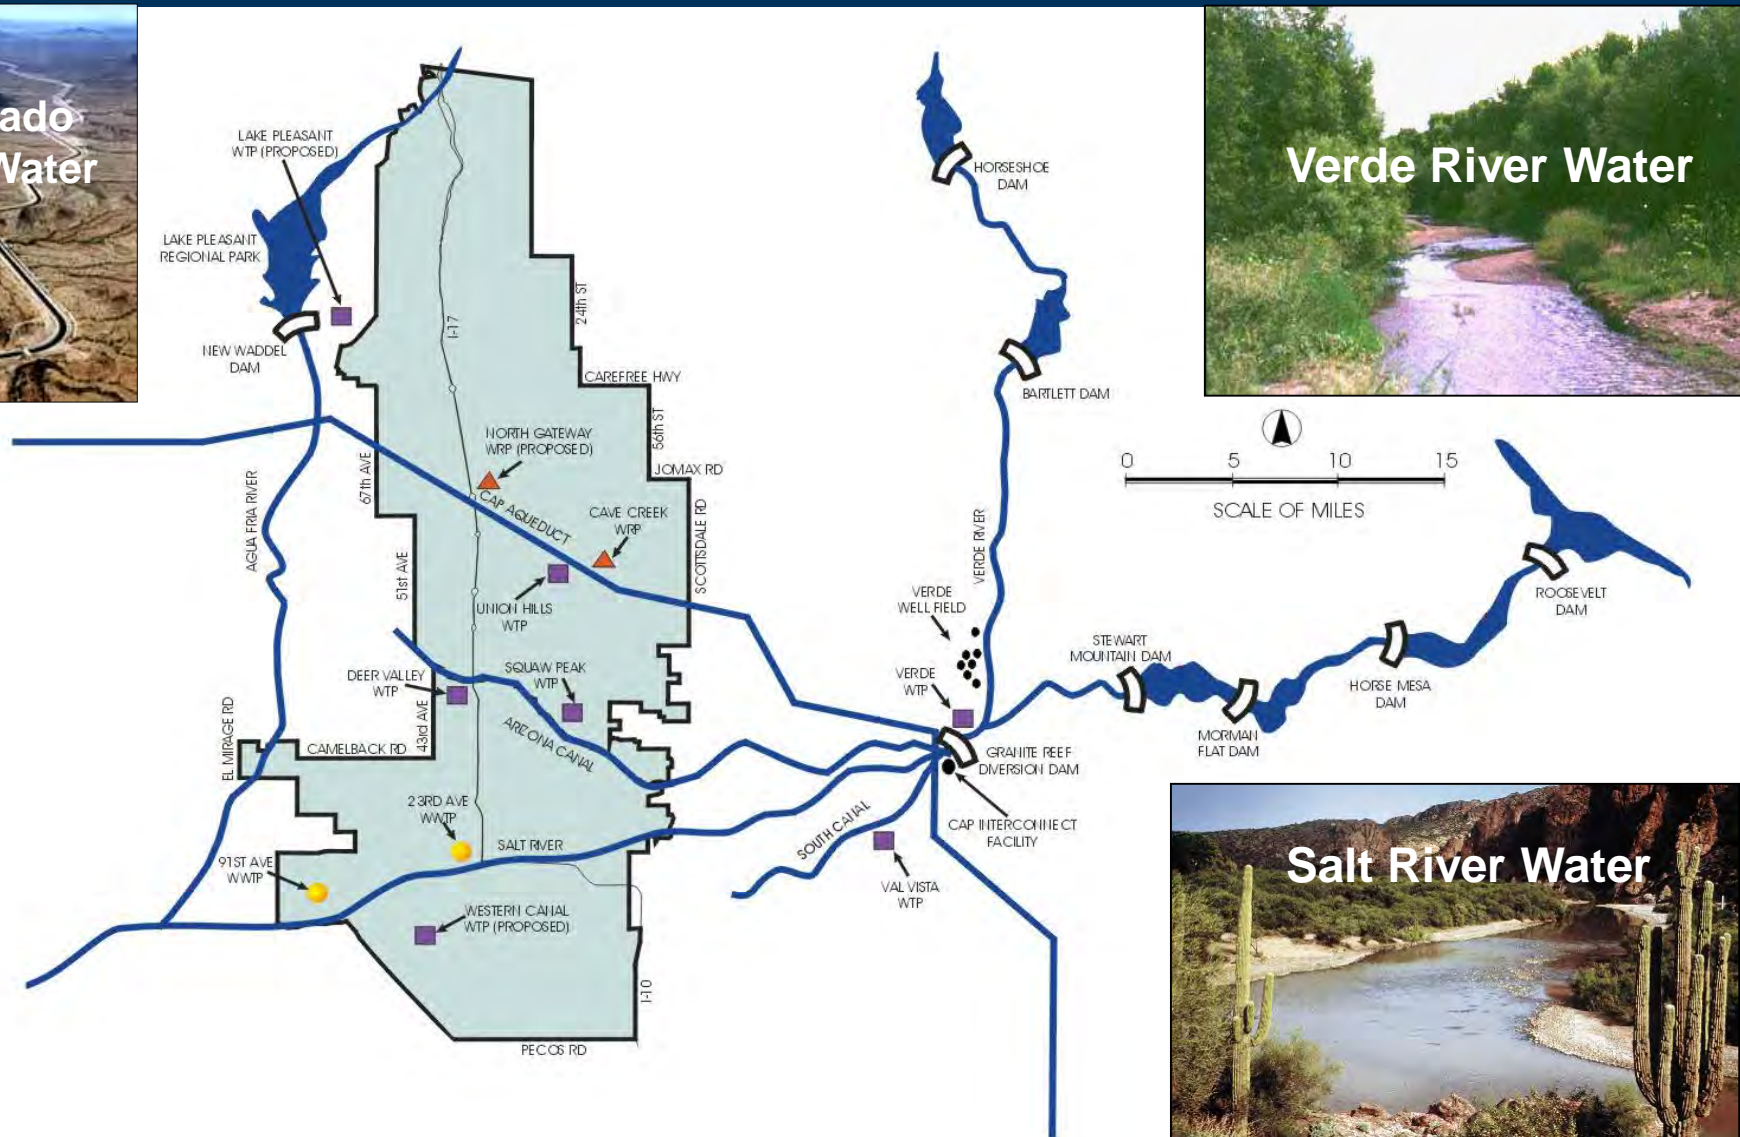 ado
Water
Verde River Water
Salt River Water
LAKE PLEASANT
WTP (PROPOSED)
LAKE PLEASANT
REGIONAL PARK
NEW WADDEL
DAM
I-17
24th ST
CAREFREE HWY
56th ST
JOMAX RD
NORTH GATEWAY
WRP (PROPOSED)
67th AVE
CAP AQUEDUCT
CAVE CREEK
WRP
SCOTTSDALE RD
AGUA FRIA RIVER
51st AVE
UNION HILLS
WTP
DEER VALLEY
WTP
SQUAW PEAK
WTP
43rd AVE
ARIZONA CANAL
EL MIRAGE RD
CAMELBACK RD
23RD AVE
WWTP
SALT RIVER
91ST AVE
WWTP
WESTERN CANAL
WTP (PROPOSED)
I-10
PECOS RD
HORSESHOE
DAM
BARTLETT DAM
VERDE RIVER
VERDE
WELL FIELD
VERDE
WTP
STEWART
MOUNTAIN DAM
MORMAN
FLAT DAM
HORSE MESA
DAM
ROOSEVELT
DAM
GRANITE REEF
DIVERSION DAM
CAP INTERCONNECT
FACILITY
SOUTH CANAL
VAL VISTA
WTP
0 5 10 15
SCALE OF MILES